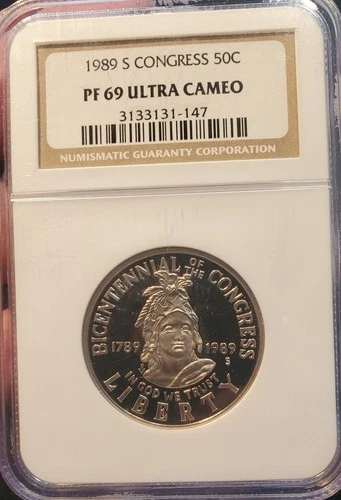 1989 S CONGRESS 50C
PF 69 ULTRA CAMEO
3133131-147
NUMISMATIC GUARANTY CORPORATION
BICENTENNIAL OF THE CONGRESS
1789 1989
S
IN GOD WE TRUST
LIBERTY